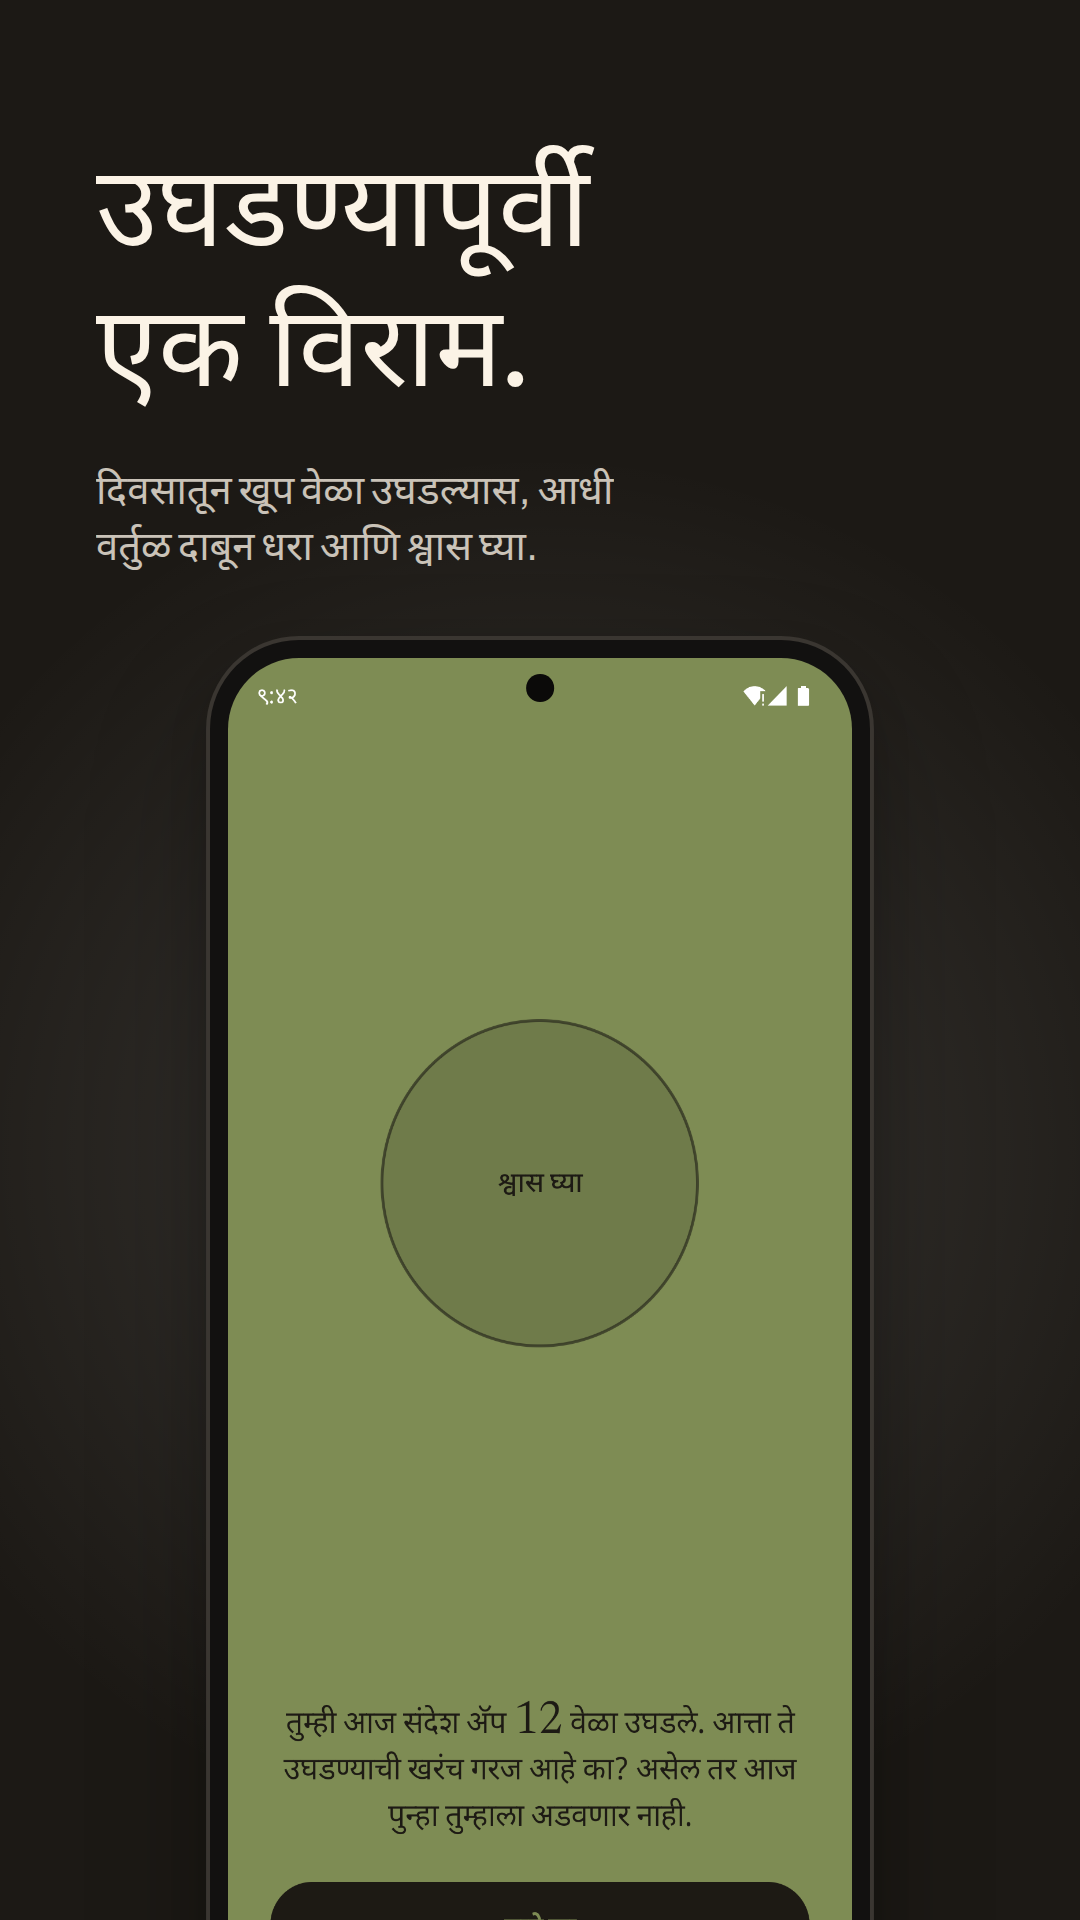 उघडण्यापूर्वी
एक विराम.
दिवसातून खूप वेळा उघडल्यास, आधी
वर्तुळ दाबून धरा आणि श्वास घ्या.
९:४२
श्वास घ्या
तुम्ही आज संदेश ॲप 12 वेळा उघडले. आत्ता ते
उघडण्याची खरंच गरज आहे का? असेल तर आज
पुन्हा तुम्हाला अडवणार नाही.